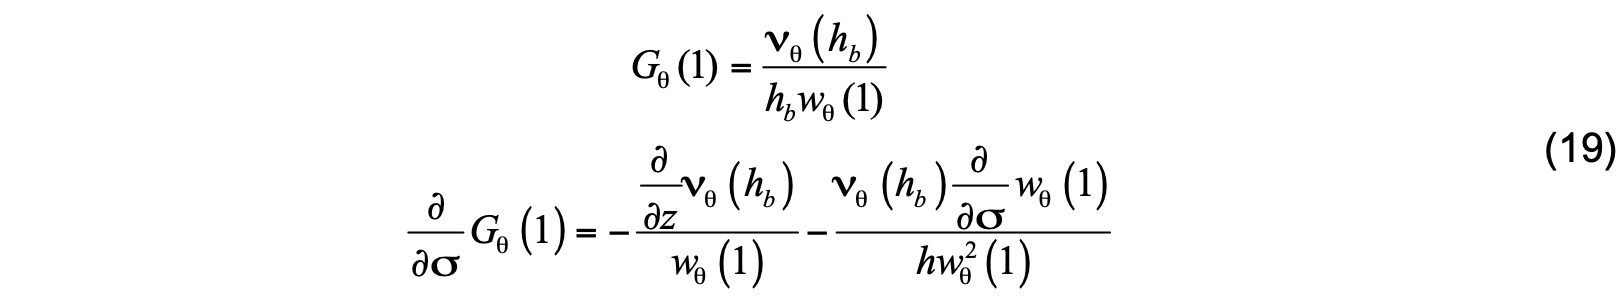 G_θ(1) = ν_θ(h_b) / h_b w_θ(1)
∂/∂σ G_θ(1) = − ∂/∂z ν_θ(h_b) / w_θ(1) − ν_θ(h_b) ∂/∂σ w_θ(1) / h w_θ^2(1)
(19)